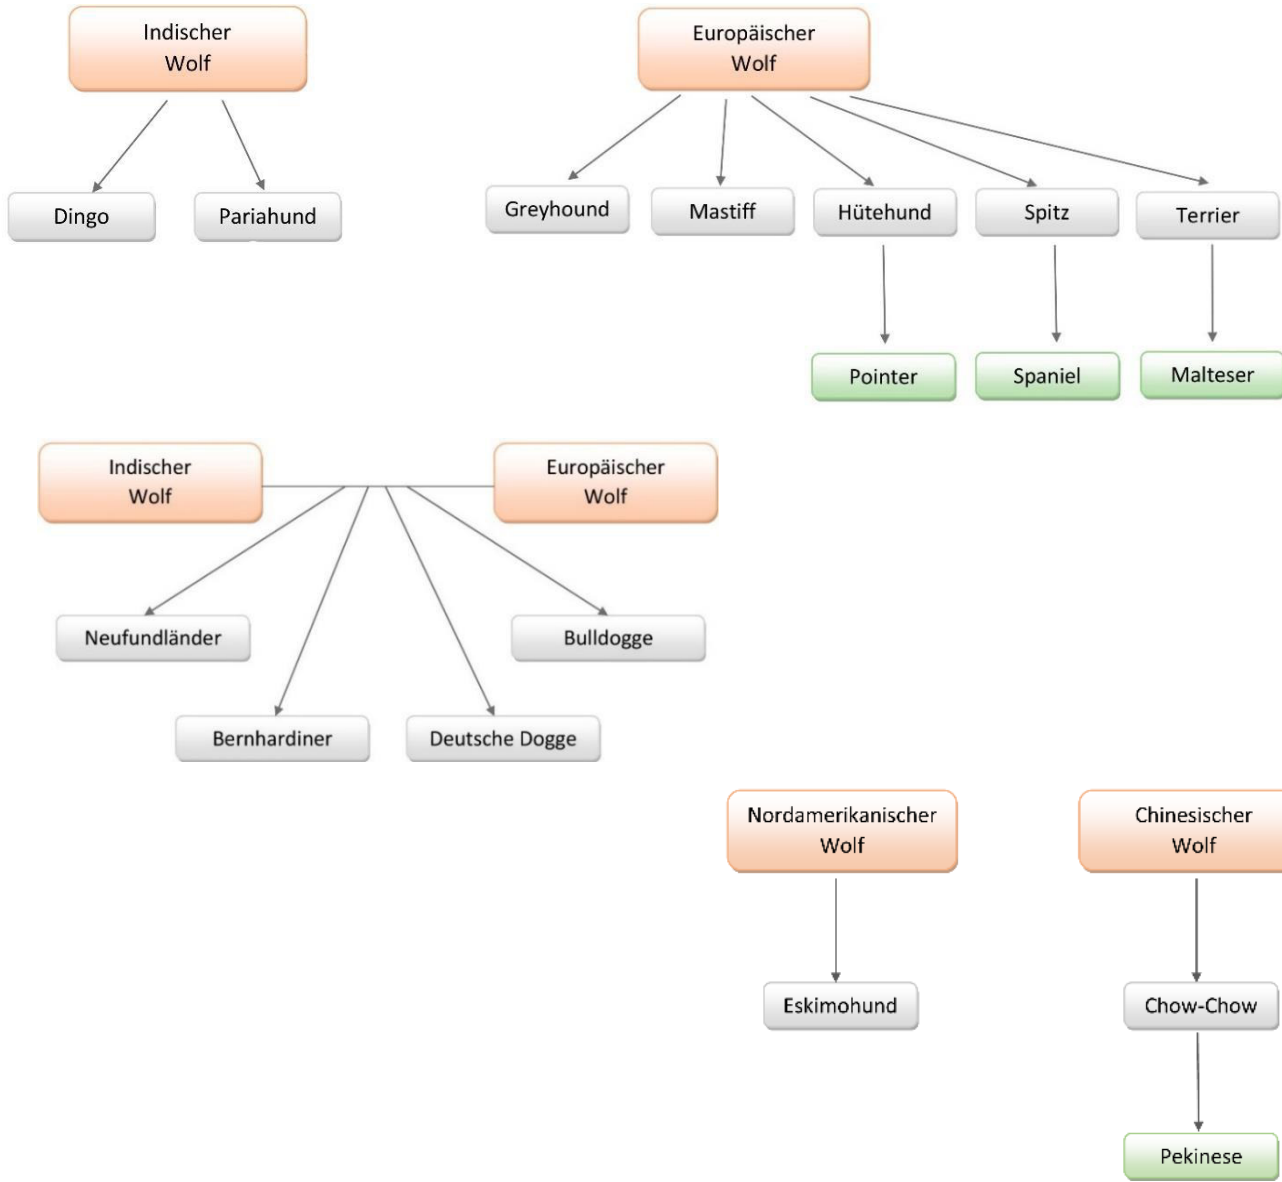 Indischer
Wolf
Europäischer
Wolf
Dingo
Pariahund
Greyhound
Mastiff
Hütehund
Spitz
Terrier
Pointer
Spaniel
Malteser
Indischer
Wolf
Europäischer
Wolf
Neufundländer
Bulldogge
Bernhardiner
Deutsche Dogge
Nordamerikanischer
Wolf
Chinesischer
Wolf
Eskimohund
Chow-Chow
Pekinese